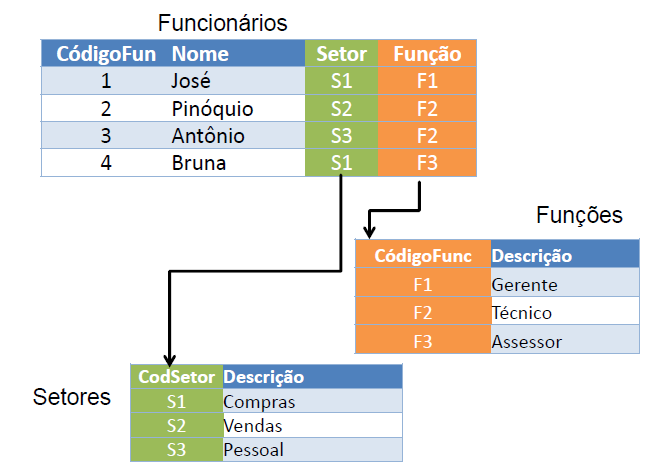 Funcionários
CódigoFun Nome Setor Função
1 José S1 F1
2 Pinóquio S2 F2
3 Antônio S3 F2
4 Bruna S1 F3
Funções
CódigoFunc Descrição
F1 Gerente
F2 Técnico
F3 Assessor
Setores
CodSetor Descrição
S1 Compras
S2 Vendas
S3 Pessoal